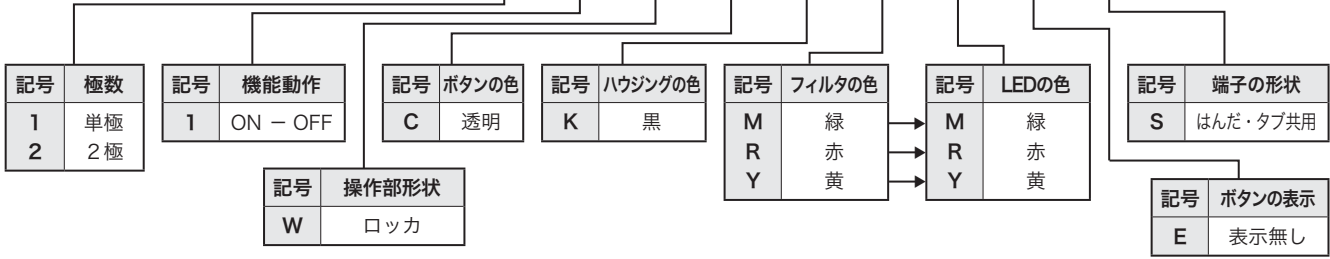 記号 極数
1 単極
2 2極
記号 機能動作
1 ON － OFF
記号 ボタンの色
C 透明
記号 ハウジングの色
K 黒
記号 フィルタの色
M 緑
R 赤
Y 黄
記号 LEDの色
M 緑
R 赤
Y 黄
記号 端子の形状
S はんだ・タブ共用
記号 操作部形状
W ロッカ
記号 ボタンの表示
E 表示無し